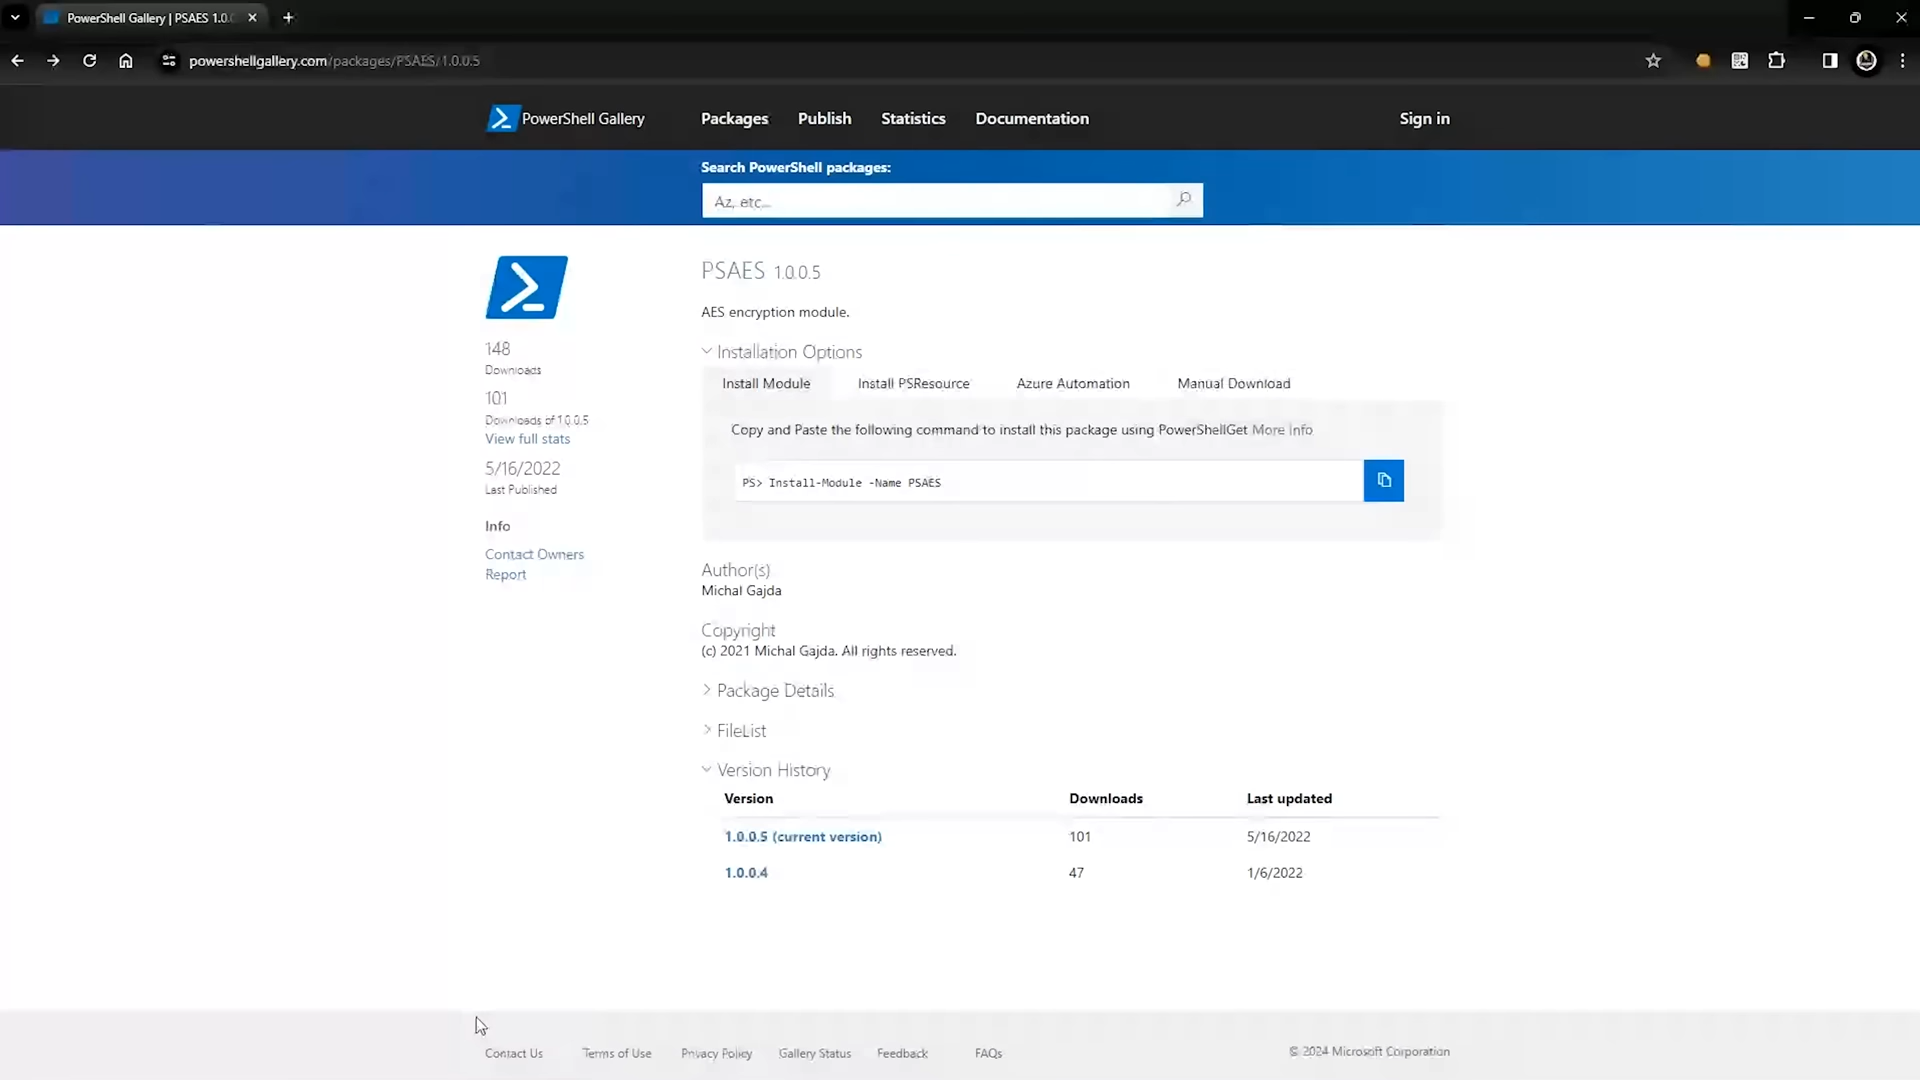 PowerShell Gallery | PSAES 1.0.
powershellgallery.com/packages/PSAES/1.0.0.5
PowerShell Gallery
Packages
Publish
Statistics
Documentation
Sign in
Search PowerShell packages:
Az, etc...
148
Downloads
101
Downloads of 1.0.0.5
View full stats
5/16/2022
Last Published
Info
Contact Owners
Report
PSAES 1.0.0.5
AES encryption module.
Installation Options
Install Module
Install PSResource
Azure Automation
Manual Download
Copy and Paste the following command to install this package using PowerShellGet More Info
PS> Install-Module -Name PSAES
Author(s)
Michal Gajda
Copyright
(c) 2021 Michal Gajda. All rights reserved.
Package Details
FileList
Version History
Version Downloads Last updated
1.0.0.5 (current version) 101 5/16/2022
1.0.0.4 47 1/6/2022
Contact Us
Terms of Use
Privacy Policy
Gallery Status
Feedback
FAQs
© 2024 Microsoft Corporation